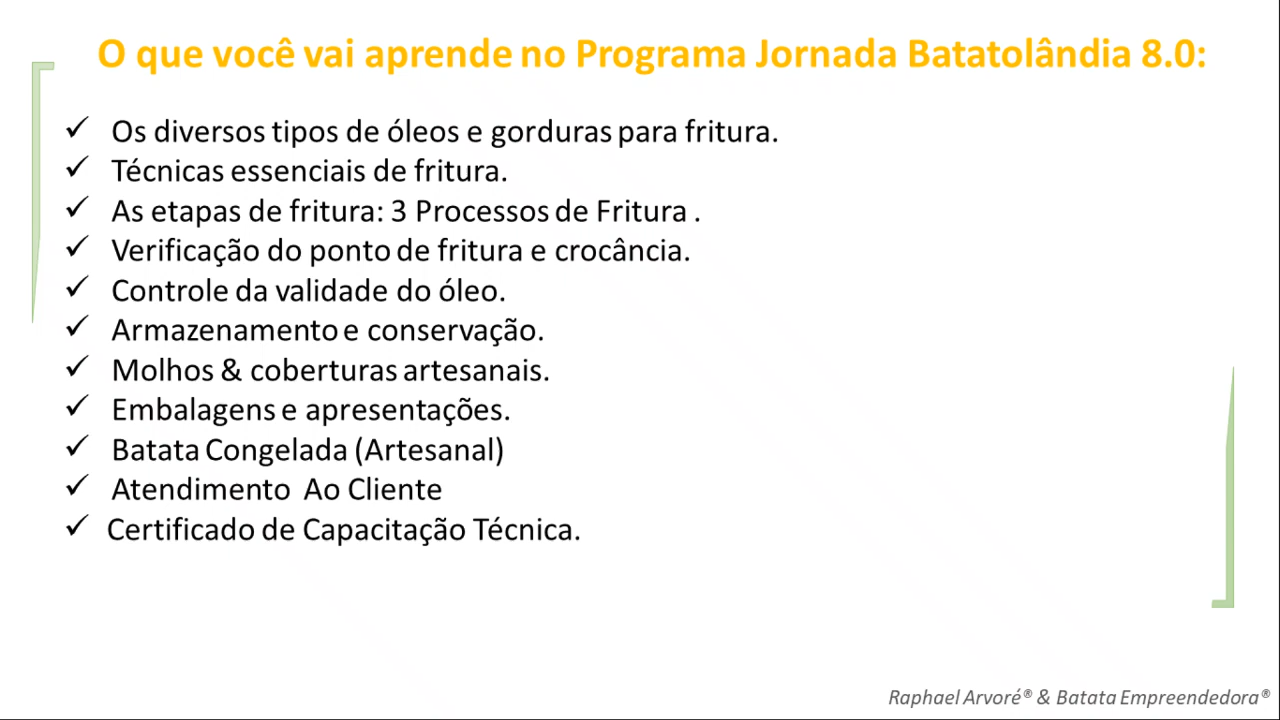 O que você vai aprende no Programa Jornada Batatolândia 8.0:
✓ Os diversos tipos de óleos e gorduras para fritura.
✓ Técnicas essenciais de fritura.
✓ As etapas de fritura: 3 Processos de Fritura .
✓ Verificação do ponto de fritura e crocância.
✓ Controle da validade do óleo.
✓ Armazenamento e conservação.
✓ Molhos & coberturas artesanais.
✓ Embalagens e apresentações.
✓ Batata Congelada (Artesanal)
✓ Atendimento Ao Cliente
✓ Certificado de Capacitação Técnica.
Raphael Arvoré® & Batata Empreendedora®